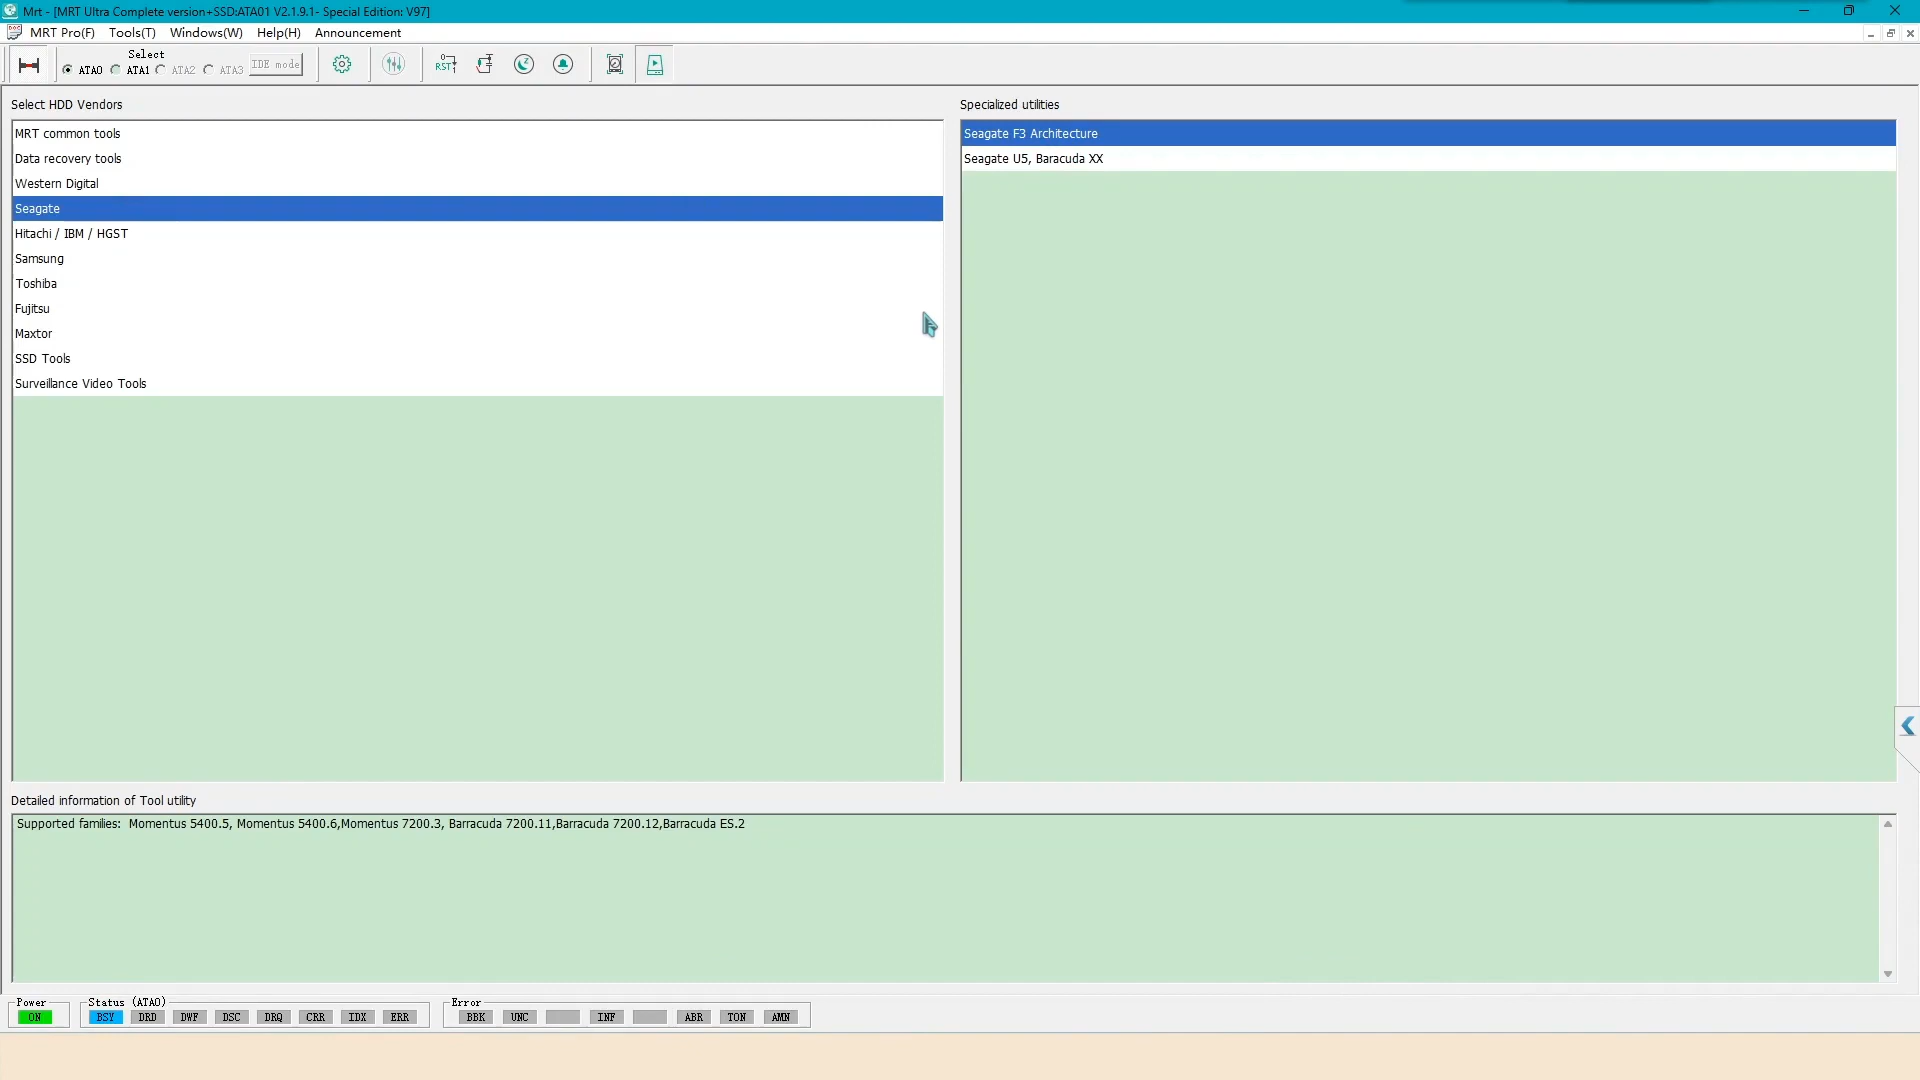 Mrt - [MRT Ultra Complete version+SSD:ATA01 V2.1.9.1- Special Edition: V97]
MRT Pro(F) Tools(T) Windows(W) Help(H) Announcement
Select
ATA0 ATA1 ATA2 ATA3 IDE mode
RST
Select HDD Vendors
MRT common tools
Data recovery tools
Western Digital
Seagate
Hitachi / IBM / HGST
Samsung
Toshiba
Fujitsu
Maxtor
SSD Tools
Surveillance Video Tools
Specialized utilities
Seagate F3 Architecture
Seagate U5, Baracuda XX
Detailed information of Tool utility
Supported families:  Momentus 5400.5, Momentus 5400.6,Momentus 7200.3, Barracuda 7200.11,Barracuda 7200.12,Barracuda ES.2
Power
ON
Status (ATA0)
BSY DRD DWF DSC DRQ CRR IDX ERR
Error
BBK UNC INF ABR TON AMN